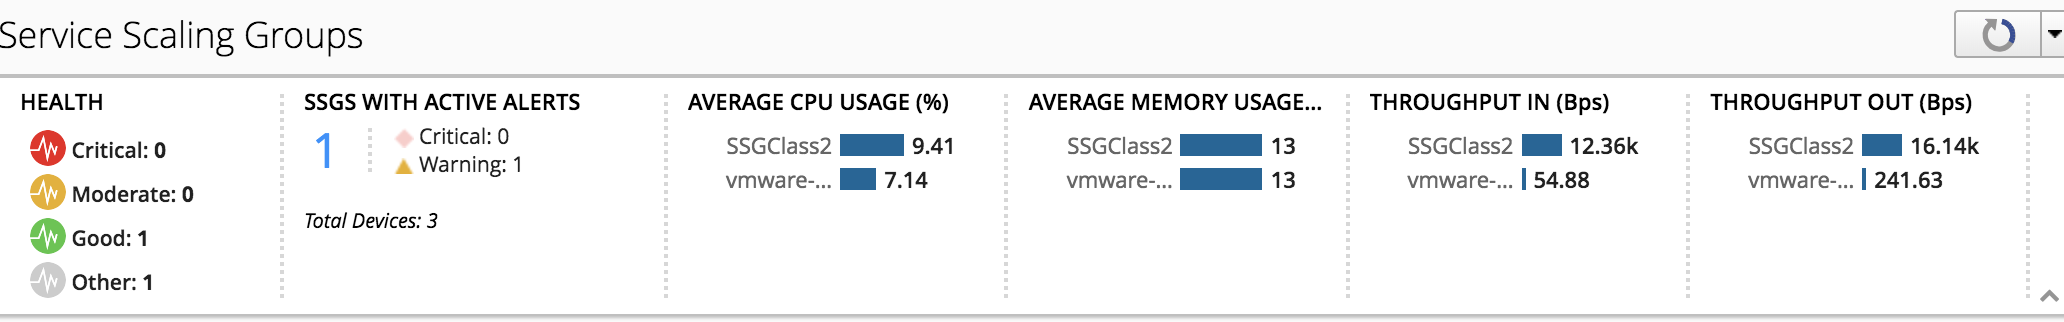 Service Scaling Groups
HEALTH
Critical: 0
Moderate: 0
Good: 1
Other: 1
SSGS WITH ACTIVE ALERTS
1
Critical: 0
Warning: 1
Total Devices: 3
AVERAGE CPU USAGE (%)
SSGClass2 9.41
vmware-... 7.14
AVERAGE MEMORY USAGE...
SSGClass2 13
vmware-... 13
THROUGHPUT IN (Bps)
SSGClass2 12.36k
vmware-... 54.88
THROUGHPUT OUT (Bps)
SSGClass2 16.14k
vmware-... 241.63